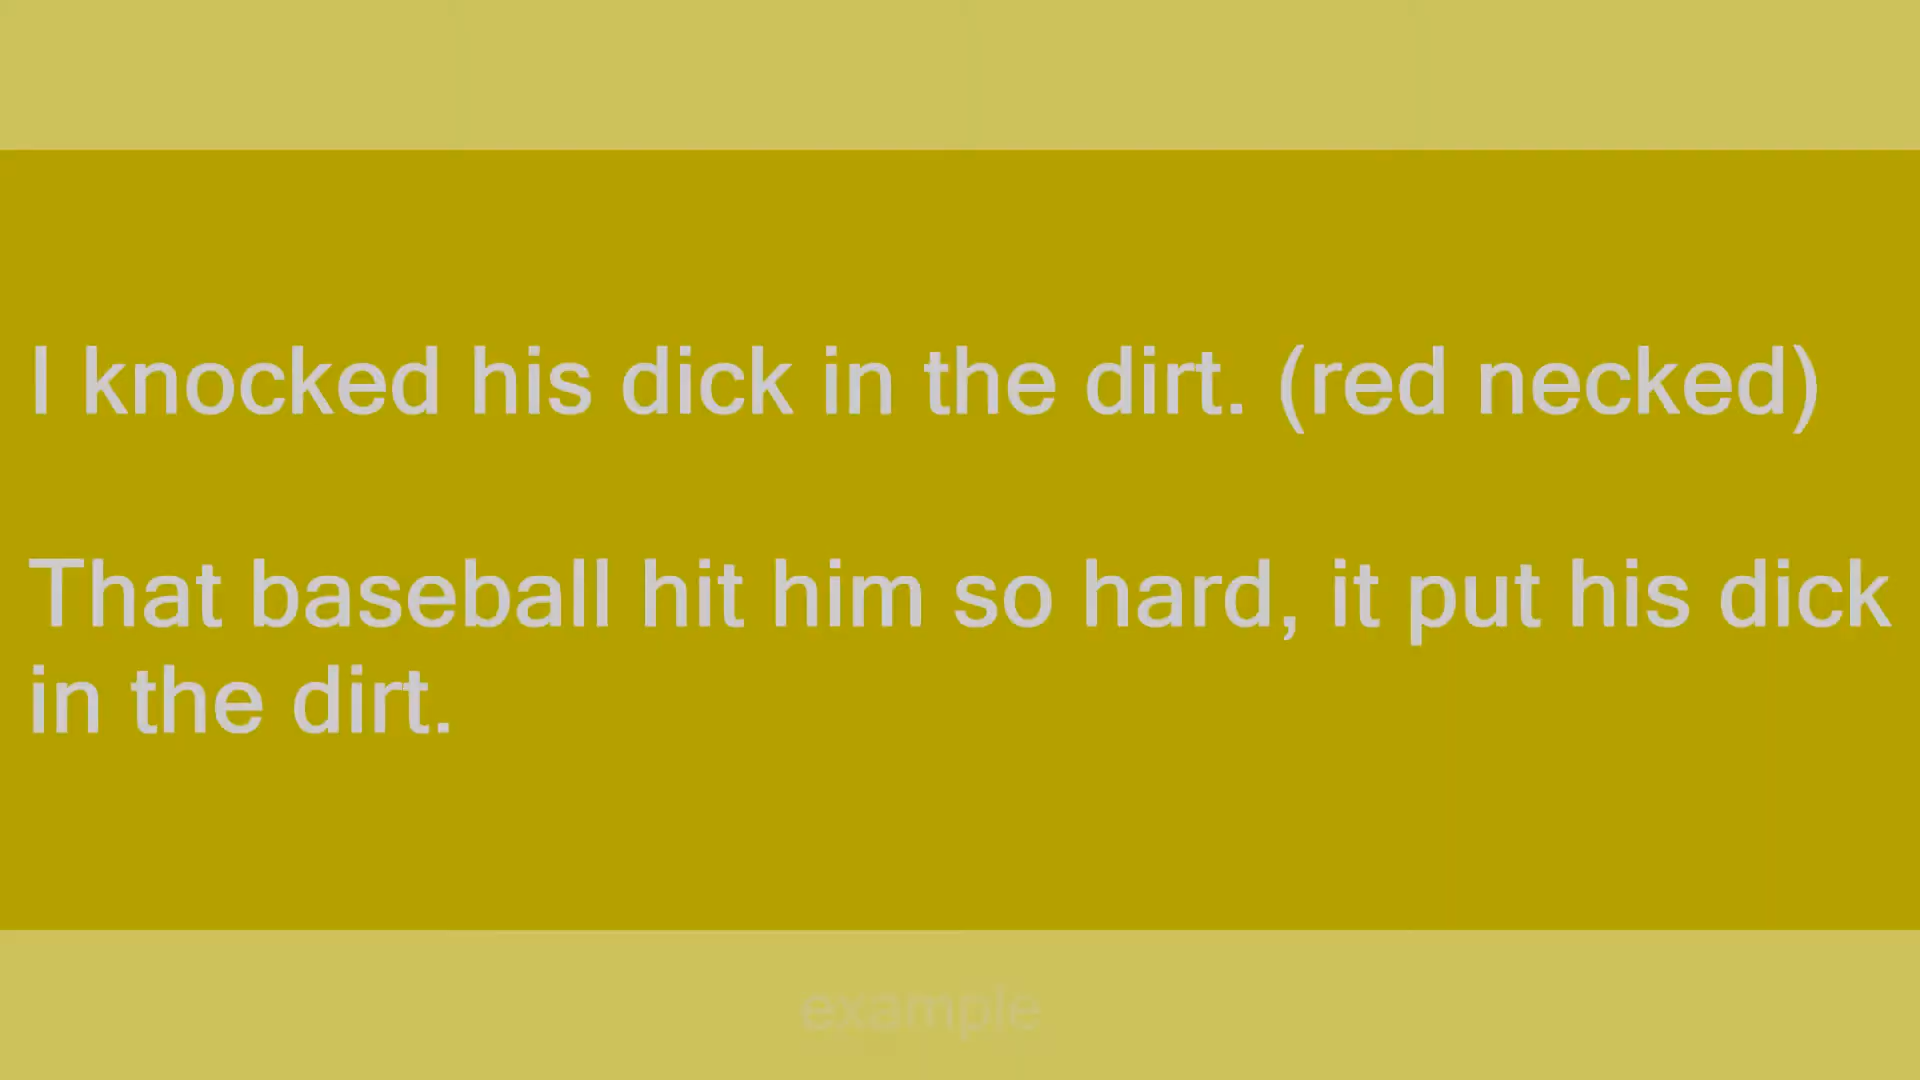 I knocked his dick in the dirt. (red necked)
That baseball hit him so hard, it put his dick
in the dirt.
example